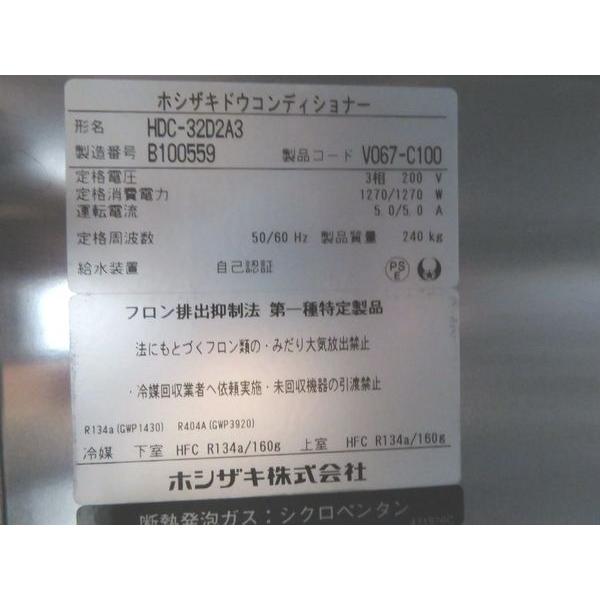 ホシザキドウコンディショナー
形名 HDC-32D2A3
製造番号 B100559 製品コード V067-C100
定格電圧 3相 200 V
定格消費電力 1270/1270 W
運転電流 5.0/5.0 A
定格周波数 50/60 Hz 製品質量 240 kg
給水装置 自己認証 PS E
フロン排出抑制法 第一種特定製品
法にもとづくフロン類の・みだり大気放出禁止
・冷媒回収業者へ依頼実施・未回収機器の引渡禁止
R134a(GWP1430) R404A(GWP3920)
冷媒 下室 HFC R134a/160g 上室 HFC R134a/160g
ホシザキ株式会社
断熱発泡ガス：シクロペンタン